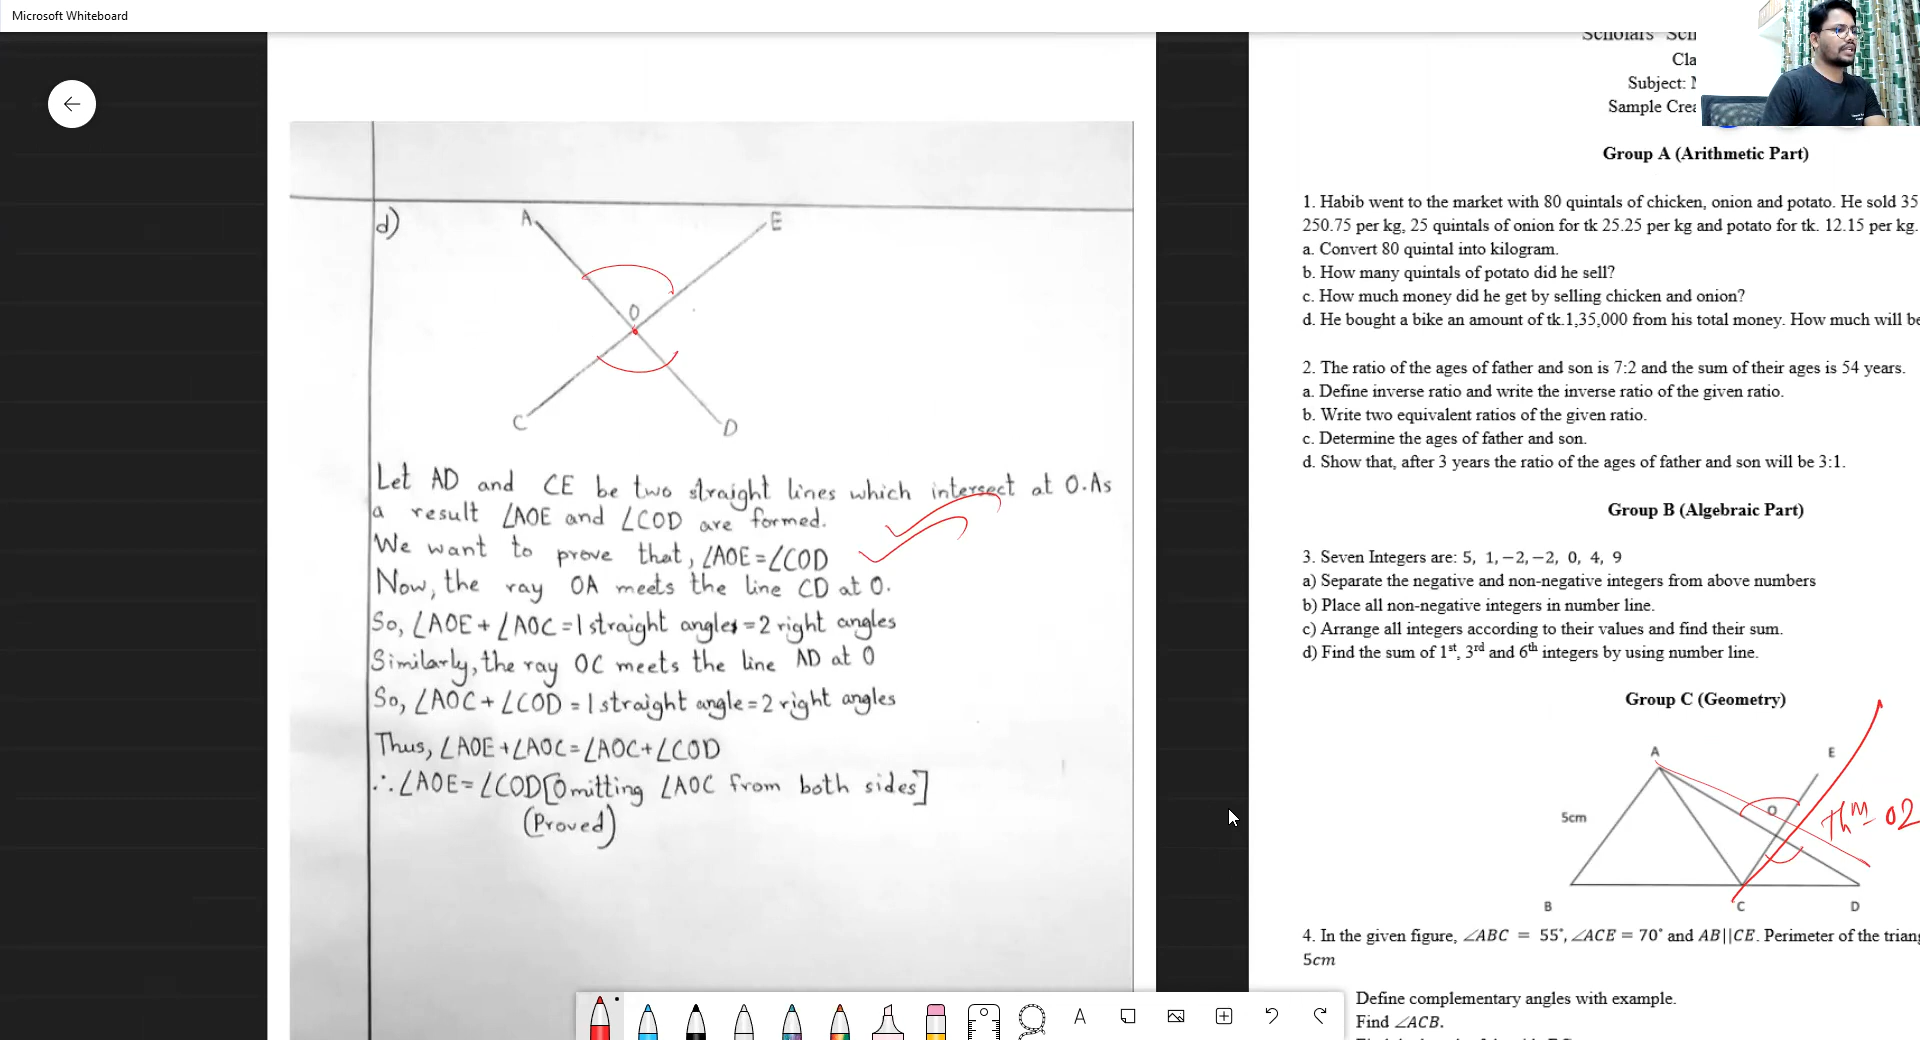 Microsoft Whiteboard
d)
A
E
O
C
D
Let AD and CE be two straight lines which intersect at O. As
a result ∠AOE and ∠COD are formed.
We want to prove that, ∠AOE=∠COD
Now, the ray OA meets the line CD at O.
So, ∠AOE + ∠AOC = 1 straight angles = 2 right angles
Similarly, the ray OC meets the line AD at O
So, ∠AOC + ∠COD = 1 straight angle = 2 right angles
Thus, ∠AOE + ∠AOC = ∠AOC + ∠COD
∴ ∠AOE = ∠COD [Omitting ∠AOC from both sides]
(Proved)
Scholars' Sch
Cla
Subject:
Sample Crea
Group A (Arithmetic Part)
1. Habib went to the market with 80 quintals of chicken, onion and potato. He sold 35
250.75 per kg, 25 quintals of onion for tk 25.25 per kg and potato for tk. 12.15 per kg.
a. Convert 80 quintal into kilogram.
b. How many quintals of potato did he sell?
c. How much money did he get by selling chicken and onion?
d. He bought a bike an amount of tk.1,35,000 from his total money. How much will be
2. The ratio of the ages of father and son is 7:2 and the sum of their ages is 54 years.
a. Define inverse ratio and write the inverse ratio of the given ratio.
b. Write two equivalent ratios of the given ratio.
c. Determine the ages of father and son.
d. Show that, after 3 years the ratio of the ages of father and son will be 3:1.
Group B (Algebraic Part)
3. Seven Integers are: 5, 1, −2, −2, 0, 4, 9
a) Separate the negative and non-negative integers from above numbers
b) Place all non-negative integers in number line.
c) Arrange all integers according to their values and find their sum.
d) Find the sum of 1st, 3rd and 6th integers by using number line.
Group C (Geometry)
A
E
5cm
O
Thm- 02
B
C
D
4. In the given figure, ∠ABC = 55°, ∠ACE = 70° and AB||CE. Perimeter of the triang
5cm
Define complementary angles with example.
Find ∠ACB.